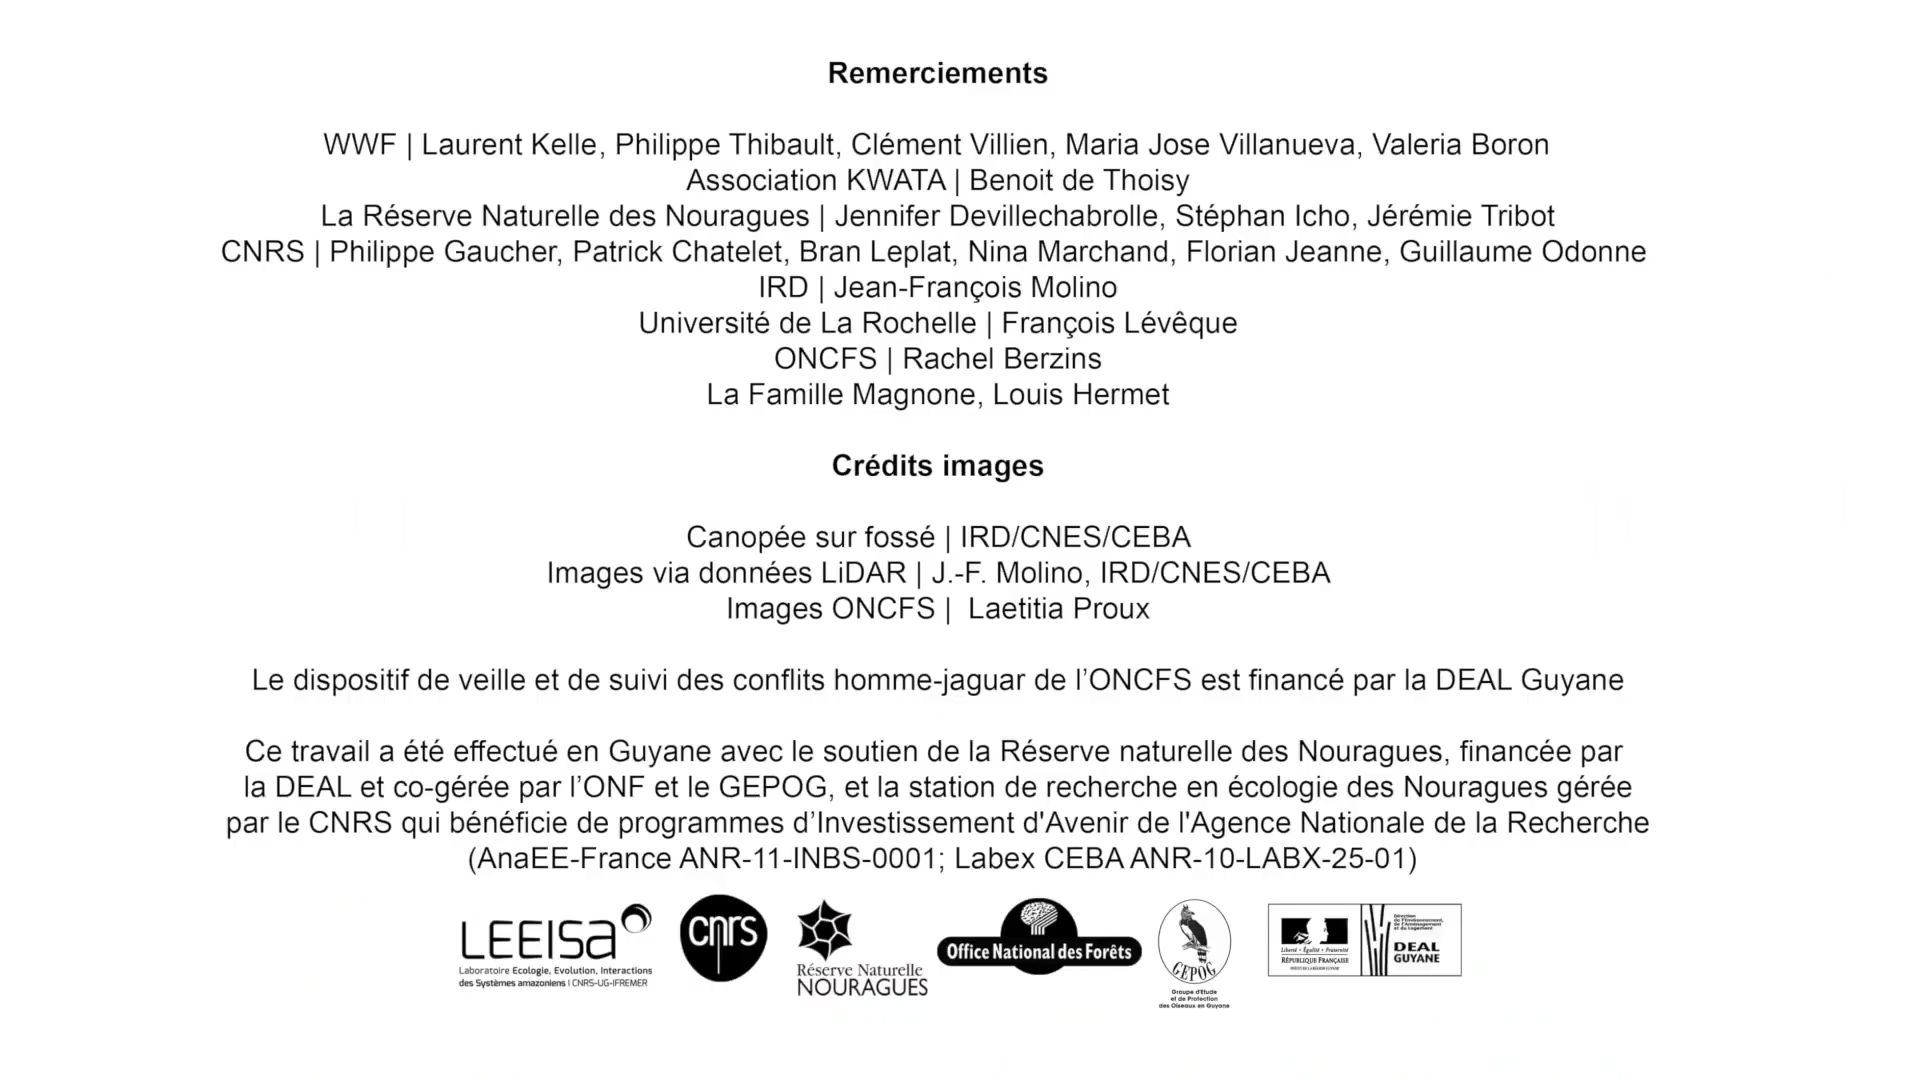 Remerciements
WWF | Laurent Kelle, Philippe Thibault, Clément Villien, Maria Jose Villanueva, Valeria Boron
Association KWATA | Benoit de Thoisy
La Réserve Naturelle des Nouragues | Jennifer Devillechabrolle, Stéphan Icho, Jérémie Tribot
CNRS | Philippe Gaucher, Patrick Chatelet, Bran Leplat, Nina Marchand, Florian Jeanne, Guillaume Odonne
IRD | Jean-François Molino
Université de La Rochelle | François Lévêque
ONCFS | Rachel Berzins
La Famille Magnone, Louis Hermet
Crédits images
Canopée sur fossé | IRD/CNES/CEBA
Images via données LiDAR | J.-F. Molino, IRD/CNES/CEBA
Images ONCFS | Laetitia Proux
Le dispositif de veille et de suivi des conflits homme-jaguar de l’ONCFS est financé par la DEAL Guyane
Ce travail a été effectué en Guyane avec le soutien de la Réserve naturelle des Nouragues, financée par
la DEAL et co-gérée par l’ONF et le GEPOG, et la station de recherche en écologie des Nouragues gérée
par le CNRS qui bénéficie de programmes d’Investissement d'Avenir de l'Agence Nationale de la Recherche
(AnaEE-France ANR-11-INBS-0001; Labex CEBA ANR-10-LABX-25-01)
LEEISa
Laboratoire Ecologie, Evolution, Interactions
des Systèmes amazoniens | CNRS-UG-IFREMER
cnrs
Réserve Naturelle
NOURAGUES
Office National des Forêts
GEPOG
Groupe d'Etude
et de Protection
des Oiseaux en Guyane
Liberté • Égalité • Fraternité
RÉPUBLIQUE FRANÇAISE
Direction
de l'Environnement,
de l'Aménagement
et du Logement
DEAL
GUYANE